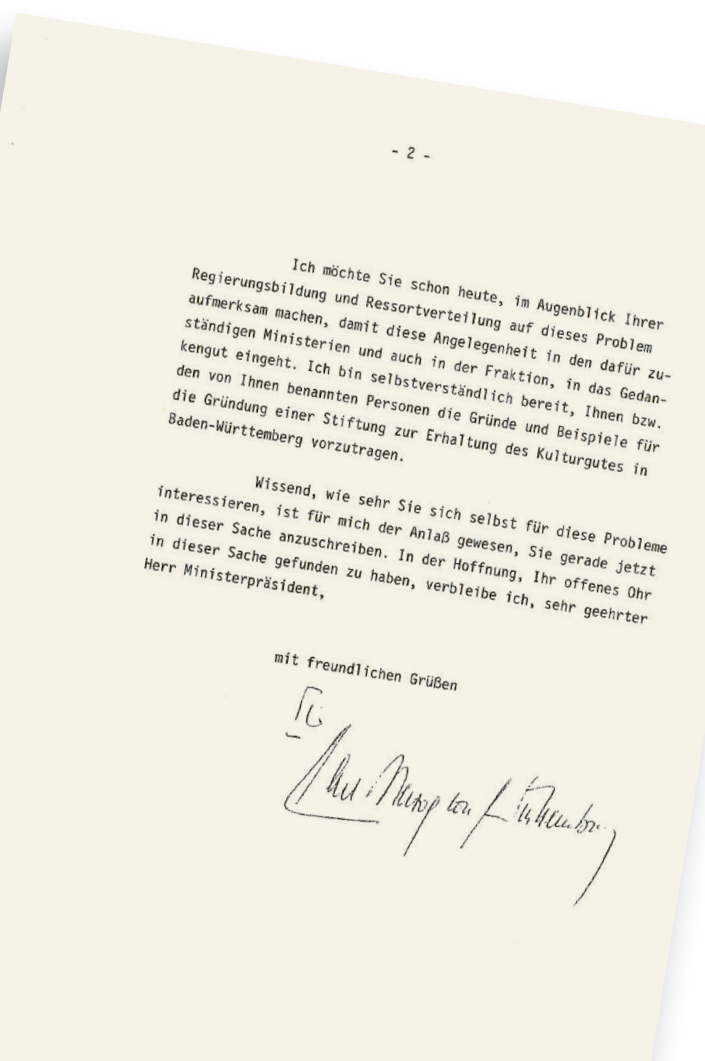 - 2 -
Ich möchte Sie schon heute, im Augenblick Ihrer
Regierungsbildung und Ressortverteilung auf dieses Problem
aufmerksam machen, damit diese Angelegenheit in den dafür zu-
ständigen Ministerien und auch in der Fraktion, in das Gedan-
kengut eingeht. Ich bin selbstverständlich bereit, Ihnen bzw.
den von Ihnen benannten Personen die Gründe und Beispiele für
die Gründung einer Stiftung zur Erhaltung des Kulturgutes in
Baden-Württemberg vorzutragen.
Wissend, wie sehr Sie sich selbst für diese Probleme
interessieren, ist für mich der Anlaß gewesen, Sie gerade jetzt
in dieser Sache anzuschreiben. In der Hoffnung, Ihr offenes Ohr
in dieser Sache gefunden zu haben, verbleibe ich, sehr geehrter
Herr Ministerpräsident,
mit freundlichen Grüßen
Herzog von Württemberg